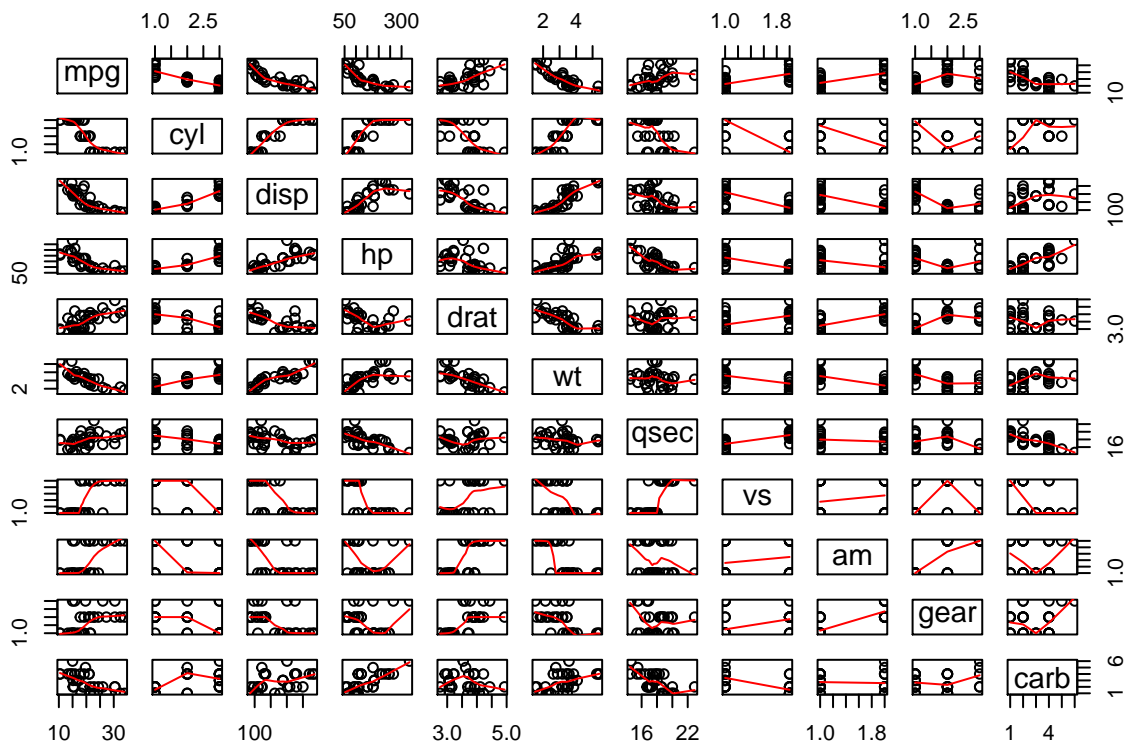 1.0 2.5 50 300 2 4 1.0 1.8 1.0 2.5
mpg 10
1.0 cyl
disp 100
50 hp
drat 3.0
2 wt
qsec 16
1.0 vs
am 1.0
1.0 gear
carb 1 6
10 30 100 3.0 5.0 16 22 1.0 1.8 1 4